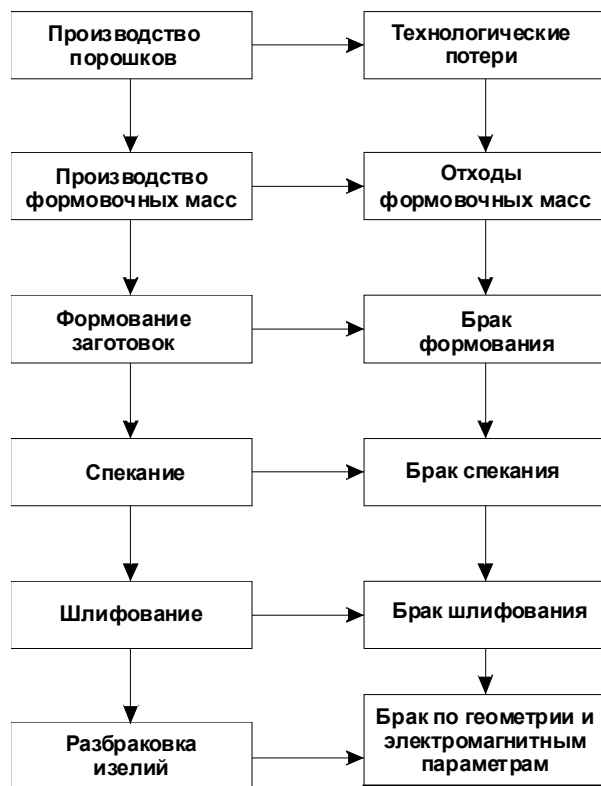 Производство
порошков
Технологические
потери
Производство
формовочных масс
Отходы
формовочных масс
Формование
заготовок
Брак
формования
Спекание
Брак спекания
Шлифование
Брак шлифования
Разбраковка
изелий
Брак по геометрии и
электромагнитным
параметрам